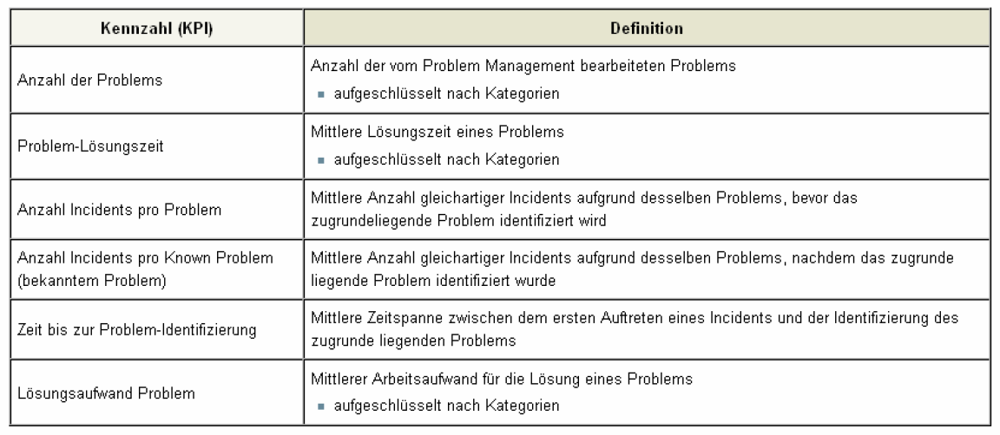 Kennzahl (KPI)
Definition
Anzahl der Problems
Anzahl der vom Problem Management bearbeiteten Problems
aufgeschlüsselt nach Kategorien
Problem-Lösungszeit
Mittlere Lösungszeit eines Problems
aufgeschlüsselt nach Kategorien
Anzahl Incidents pro Problem
Mittlere Anzahl gleichartiger Incidents aufgrund desselben Problems, bevor das
zugrundeliegende Problem identifiziert wird
Anzahl Incidents pro Known Problem
(bekanntem Problem)
Mittlere Anzahl gleichartiger Incidents aufgrund desselben Problems, nachdem das zugrunde
liegende Problem identifiziert wurde
Zeit bis zur Problem-Identifizierung
Mittlere Zeitspanne zwischen dem ersten Auftreten eines Incidents und der Identifizierung des
zugrunde liegenden Problems
Lösungsaufwand Problem
Mittlerer Arbeitsaufwand für die Lösung eines Problems
aufgeschlüsselt nach Kategorien